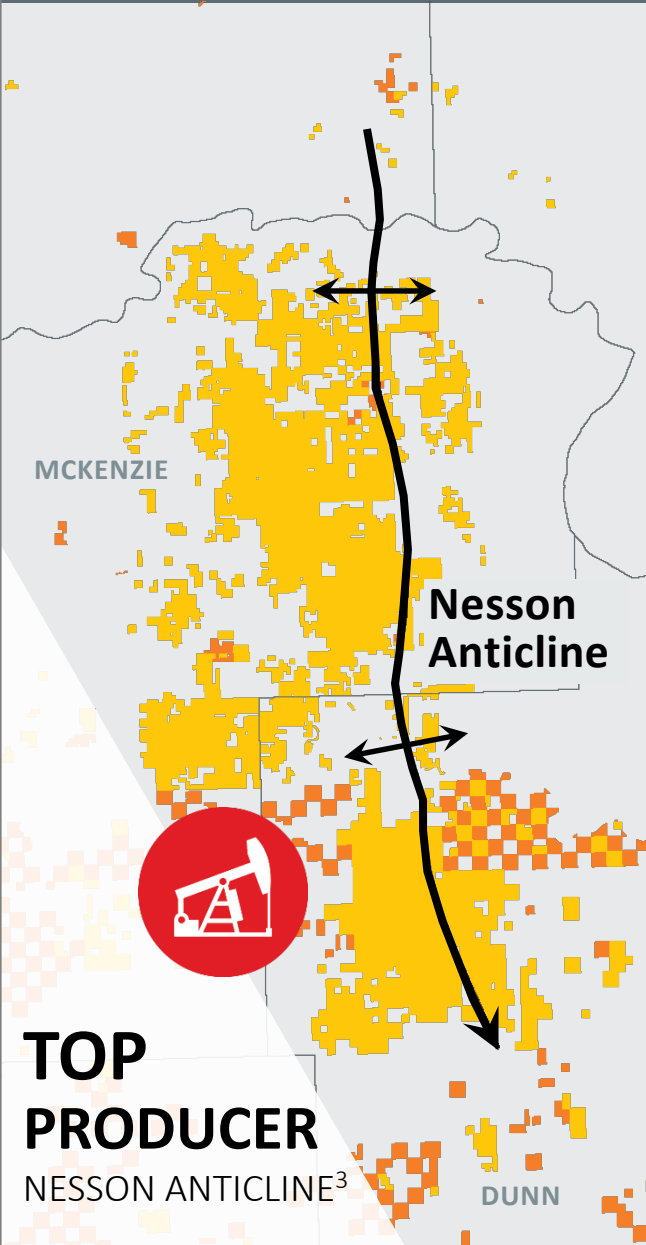 MCKENZIE
Nesson
Anticline
TOP
PRODUCER
NESSON ANTICLINE³
DUNN